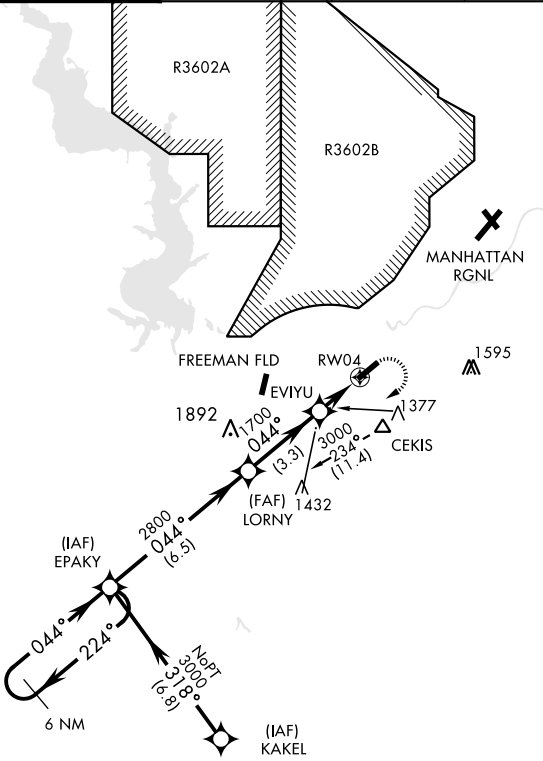 R3602A
R3602B
MANHATTAN
RGNL
FREEMAN FLD
RW04
1595
EVIYU
1892
1700
044°
(3.3)
1377
3000
234°
(11.4)
CEKIS
(FAF)
LORNY
1432
2800
044°
(6.5)
(IAF)
EPAKY
044°
224°
6 NM
NoPT
3000
318°
(6.8)
(IAF)
KAKEL